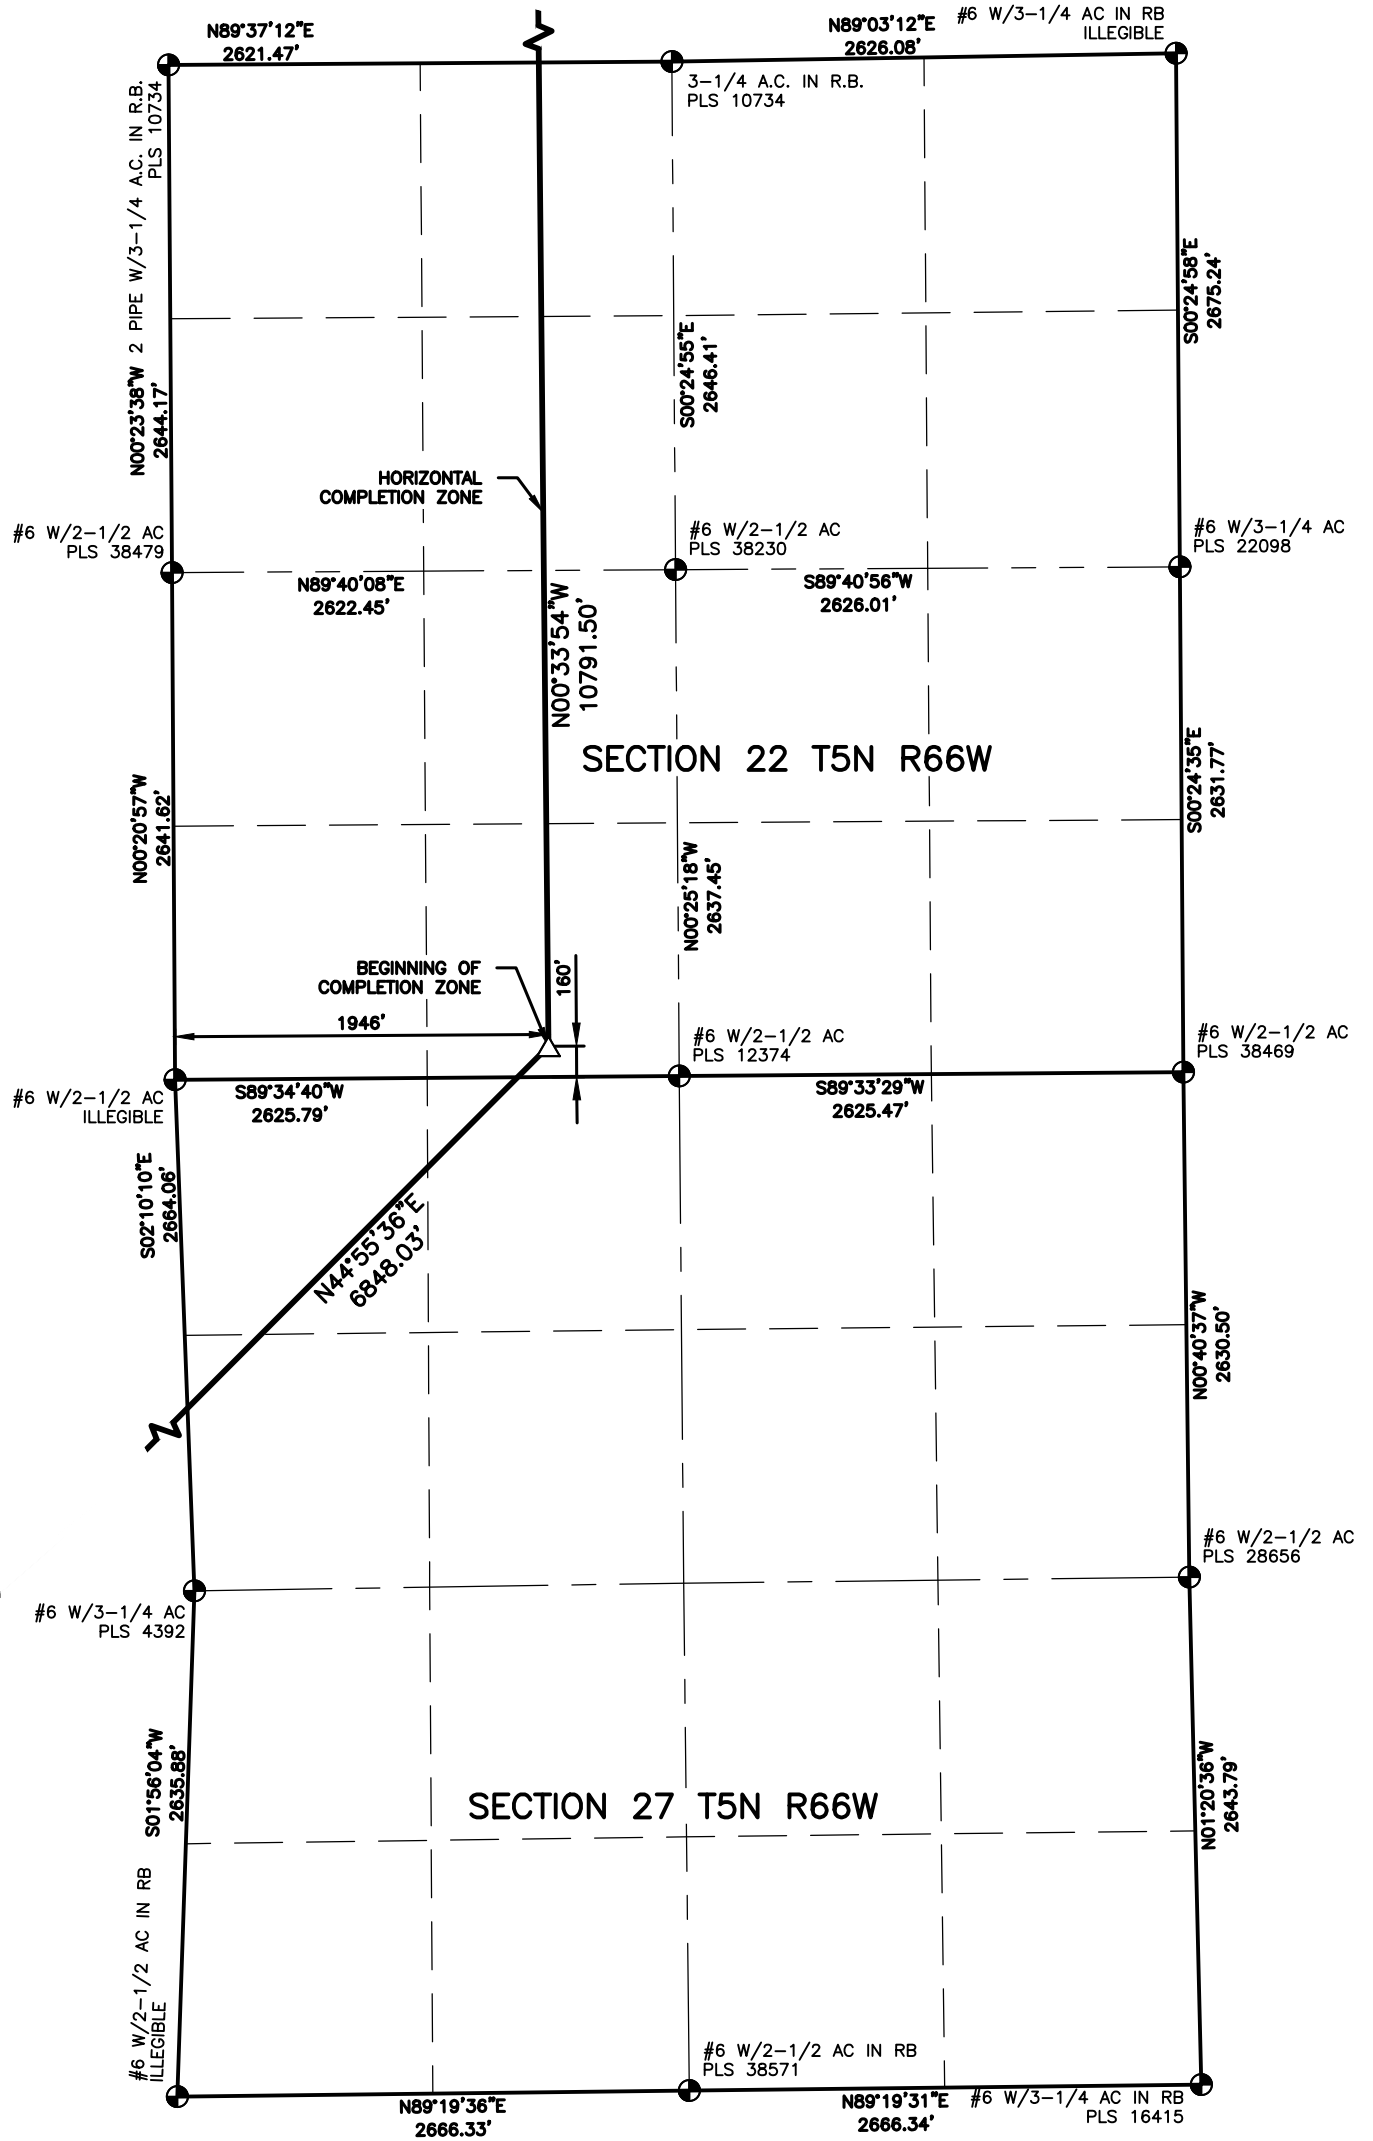 N89°37'12"E
2621.47'
N89°03'12"E
2626.08'
#6 W/3-1/4 AC IN RB
ILLEGIBLE
3-1/4 A.C. IN R.B.
PLS 10734
2 PIPE W/3-1/4 A.C. IN R.B.
PLS 10734
N00°23'38"W
2644.17'
S00°24'55"E
2646.41'
S00°24'58"E
2675.24'
HORIZONTAL
COMPLETION ZONE
#6 W/2-1/2 AC
PLS 38479
#6 W/2-1/2 AC
PLS 38230
#6 W/3-1/4 AC
PLS 22098
N89°40'08"E
2622.45'
S89°40'56"W
2626.01'
N00°33'54"W
10791.50'
SECTION 22 T5N R66W
N00°20'57"W
2641.62'
N00°25'18"W
2637.45'
S00°24'35"E
2631.77'
BEGINNING OF
COMPLETION ZONE
160'
1946'
#6 W/2-1/2 AC
PLS 12374
#6 W/2-1/2 AC
PLS 38469
#6 W/2-1/2 AC
ILLEGIBLE
S89°34'40"W
2625.79'
S89°33'29"W
2625.47'
S02°10'10"E
2664.06'
N44°55'36"E
6848.03'
N00°40'37"W
2630.50'
#6 W/2-1/2 AC
PLS 28656
#6 W/3-1/4 AC
PLS 4392
S01°56'04"W
2635.88'
SECTION 27 T5N R66W
N01°20'36"W
2643.79'
#6 W/2-1/2 AC IN RB
ILLEGIBLE
#6 W/2-1/2 AC IN RB
PLS 38571
N89°19'36"E
2666.33'
N89°19'31"E
2666.34'
#6 W/3-1/4 AC IN RB
PLS 16415